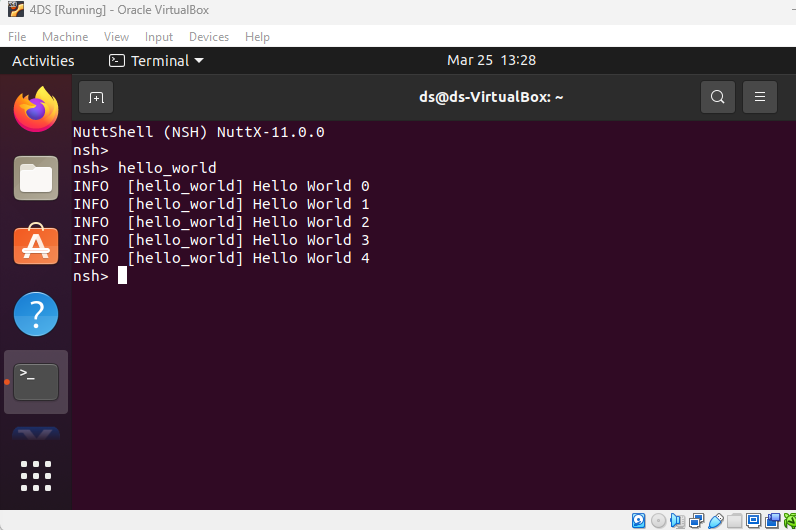 4DS [Running] - Oracle VirtualBox
File Machine View Input Devices Help
Activities Terminal Mar 25 13:28
ds@ds-VirtualBox: ~
NuttShell (NSH) NuttX-11.0.0
nsh>
nsh> hello_world
INFO  [hello_world] Hello World 0
INFO  [hello_world] Hello World 1
INFO  [hello_world] Hello World 2
INFO  [hello_world] Hello World 3
INFO  [hello_world] Hello World 4
nsh>